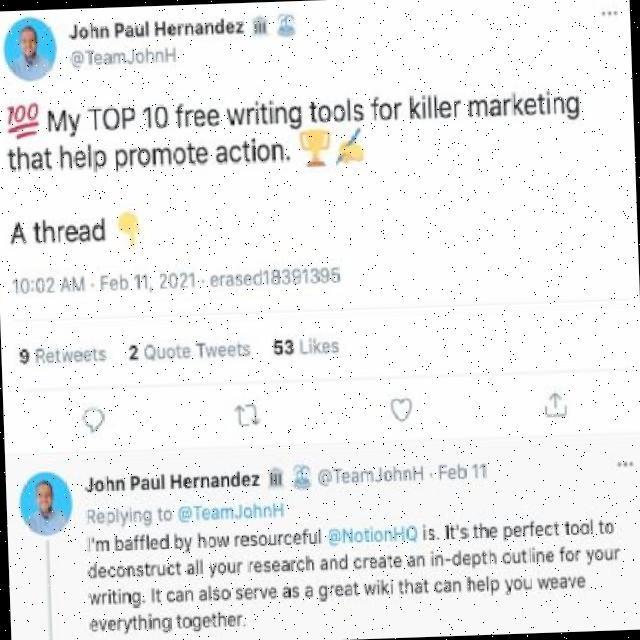 John Paul Hernandez
@TeamJohnH
💯 My TOP 10 free writing tools for killer marketing
that help promote action. 🏆✍️
A thread 👇
10:02 AM · Feb 11, 2021 · erased18391395
9 Retweets 2 Quote Tweets 53 Likes
John Paul Hernandez @TeamJohnH · Feb 11
Replying to @TeamJohnH
I'm baffled by how resourceful @NotionHQ is. It's the perfect tool to
deconstruct all your research and create an in-depth outline for your
writing. It can also serve as a great wiki that can help you weave
everything together.